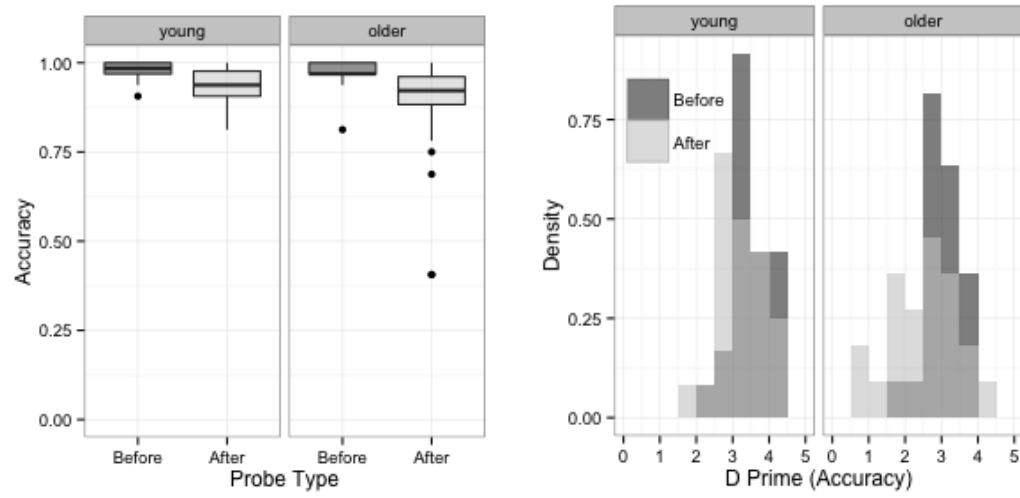 young older
Accuracy
1.00
0.75
0.50
0.25
0.00
Before After Before After
Probe Type
young older
Before
After
Density
0.75
0.50
0.25
0.00
0 1 2 3 4 5 0 1 2 3 4 5
D Prime (Accuracy)